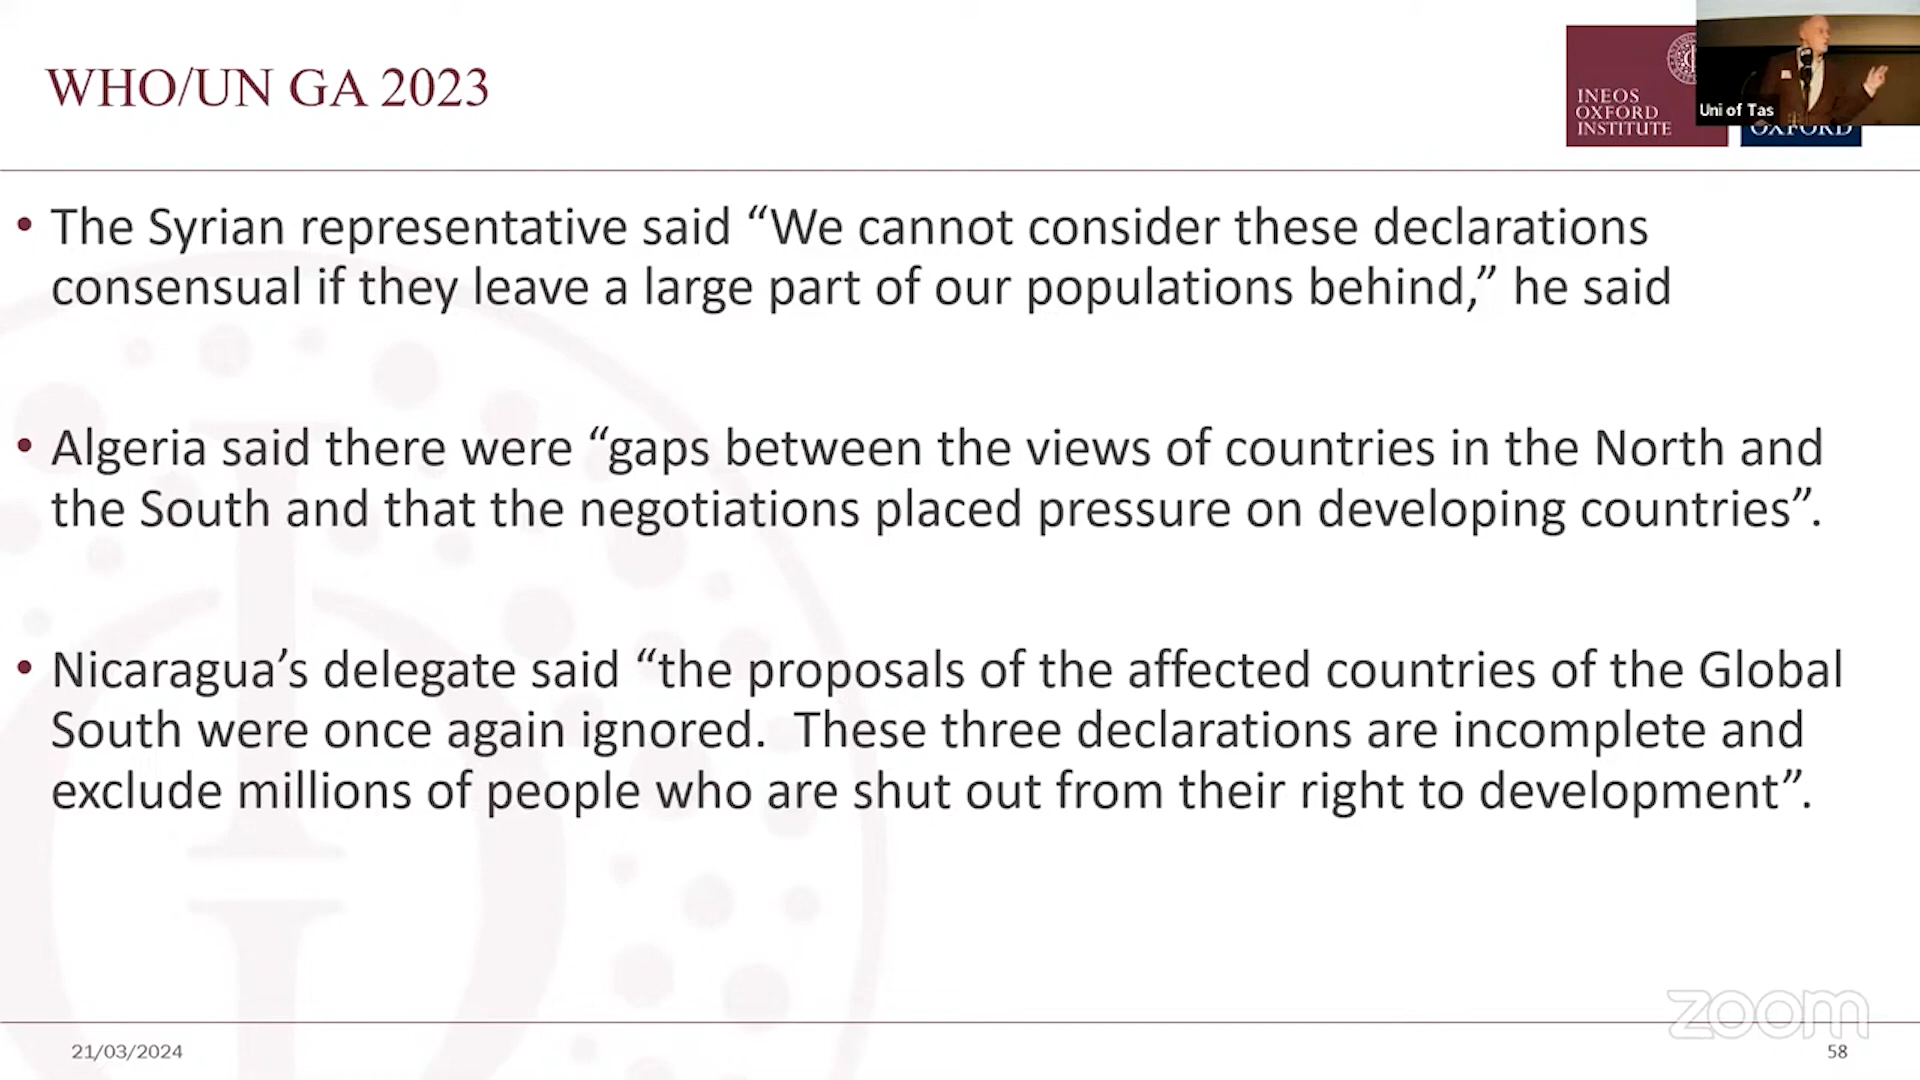 WHO/UN GA 2023
INEOS
OXFORD
INSTITUTE
Uni of Tas
OXFORD
• The Syrian representative said “We cannot consider these declarations
consensual if they leave a large part of our populations behind,” he said
• Algeria said there were “gaps between the views of countries in the North and
the South and that the negotiations placed pressure on developing countries”.
• Nicaragua’s delegate said “the proposals of the affected countries of the Global
South were once again ignored.  These three declarations are incomplete and
exclude millions of people who are shut out from their right to development”.
zoom
21/03/2024
58